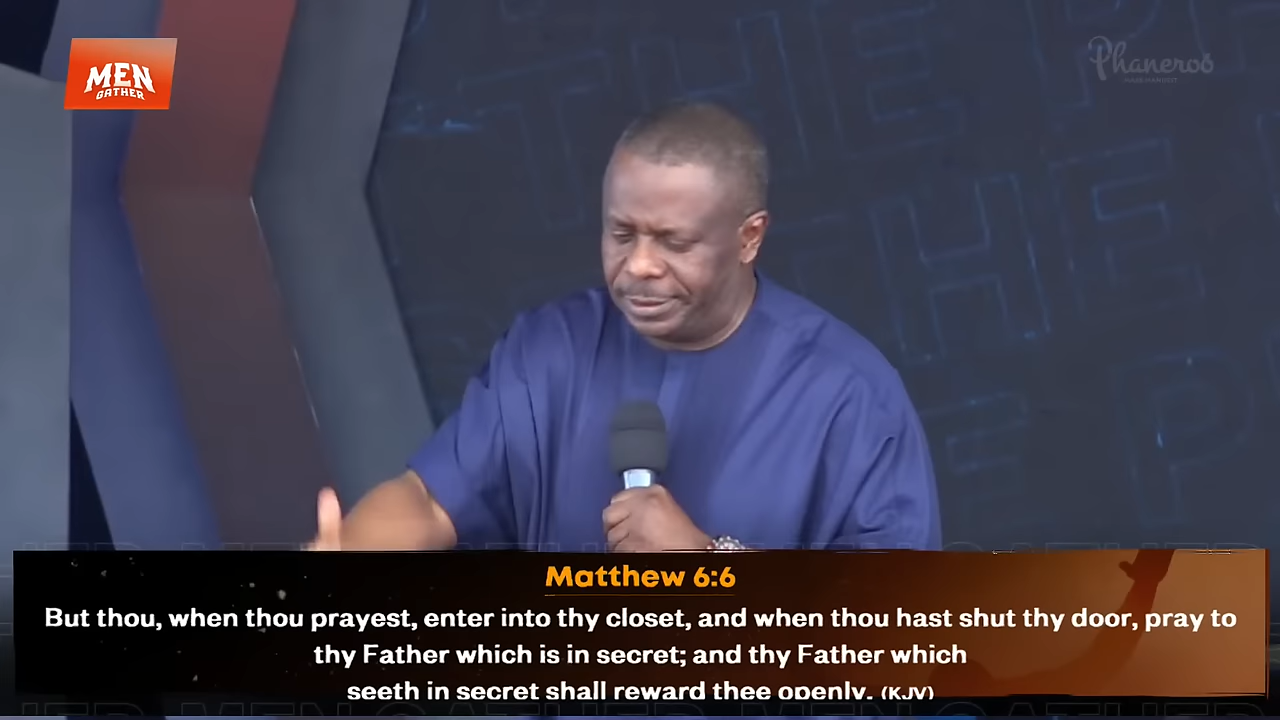 MEN
GATHER
Phaneroo
Matthew 6:6
But thou, when thou prayest, enter into thy closet, and when thou hast shut thy door, pray to
thy Father which is in secret; and thy Father which
seeth in secret shall reward thee openly. (KJV)